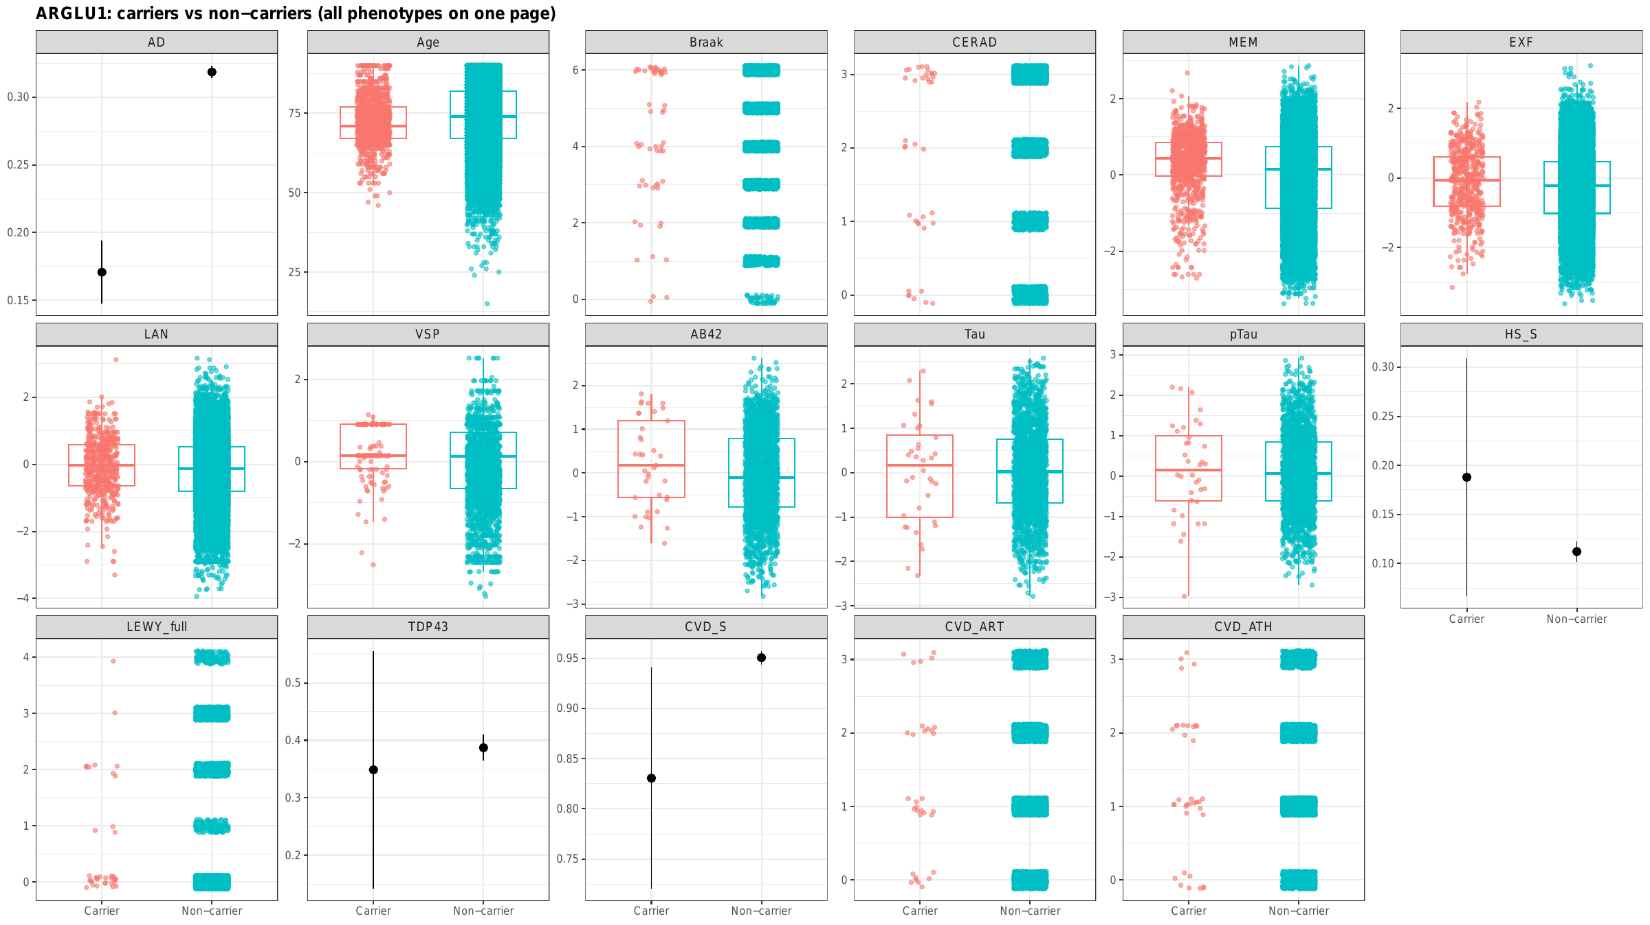 ARGLU1: carriers vs non−carriers (all phenotypes on one page)
AD
Age
Braak
CERAD
MEM
EXF
0.30
0.25
0.20
0.15
75
50
25
6
4
2
0
3
2
1
0
2
0
−2
2
0
−2
LAN
VSP
AB42
Tau
pTau
HS_S
2
0
−2
−4
2
0
−2
2
1
0
−1
−2
−3
2
1
0
−1
−2
−3
3
2
1
0
−1
−2
−3
0.30
0.25
0.20
0.15
0.10
Carrier
Non−carrier
LEWY_full
TDP43
CVD_S
CVD_ART
CVD_ATH
4
3
2
1
0
0.5
0.4
0.3
0.2
0.95
0.90
0.85
0.80
0.75
3
2
1
0
3
2
1
0
Carrier
Non−carrier
Carrier
Non−carrier
Carrier
Non−carrier
Carrier
Non−carrier
Carrier
Non−carrier